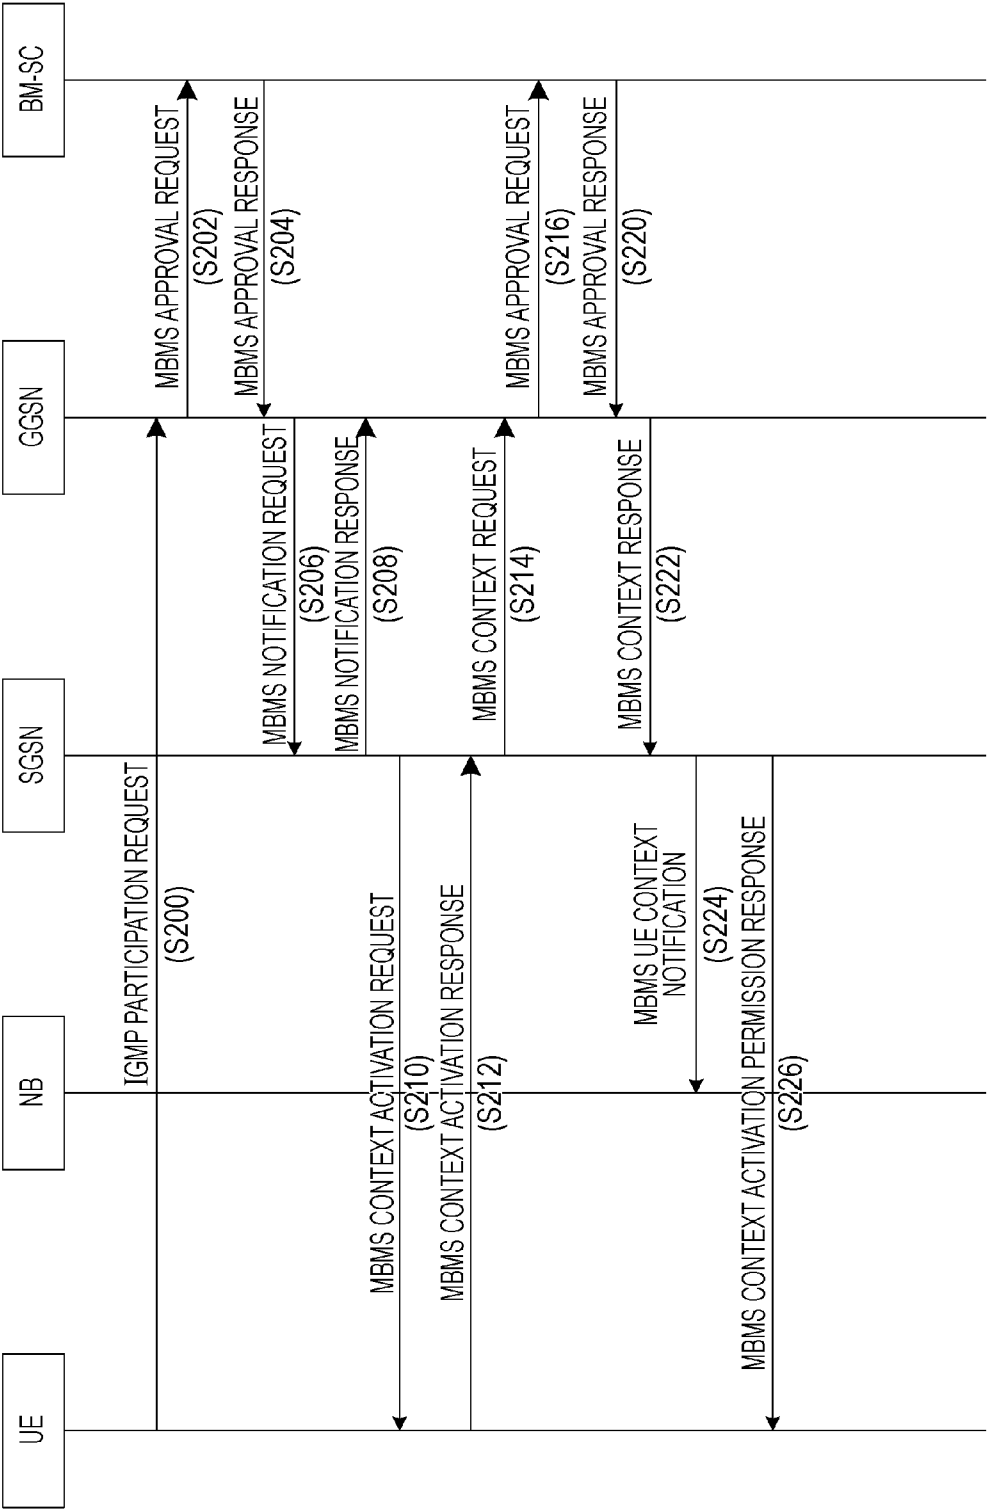 UE
NB
SGSN
GGSN
BM-SC
IGMP PARTICIPATION REQUEST
(S200)
MBMS APPROVAL REQUEST
(S202)
MBMS APPROVAL RESPONSE
(S204)
MBMS NOTIFICATION REQUEST
(S206)
MBMS NOTIFICATION RESPONSE
(S208)
MBMS CONTEXT ACTIVATION REQUEST
(S210)
MBMS CONTEXT ACTIVATION RESPONSE
(S212)
MBMS CONTEXT REQUEST
(S214)
MBMS APPROVAL REQUEST
(S216)
MBMS APPROVAL RESPONSE
(S220)
MBMS CONTEXT RESPONSE
(S222)
MBMS UE CONTEXT
NOTIFICATION
(S224)
MBMS CONTEXT ACTIVATION PERMISSION RESPONSE
(S226)